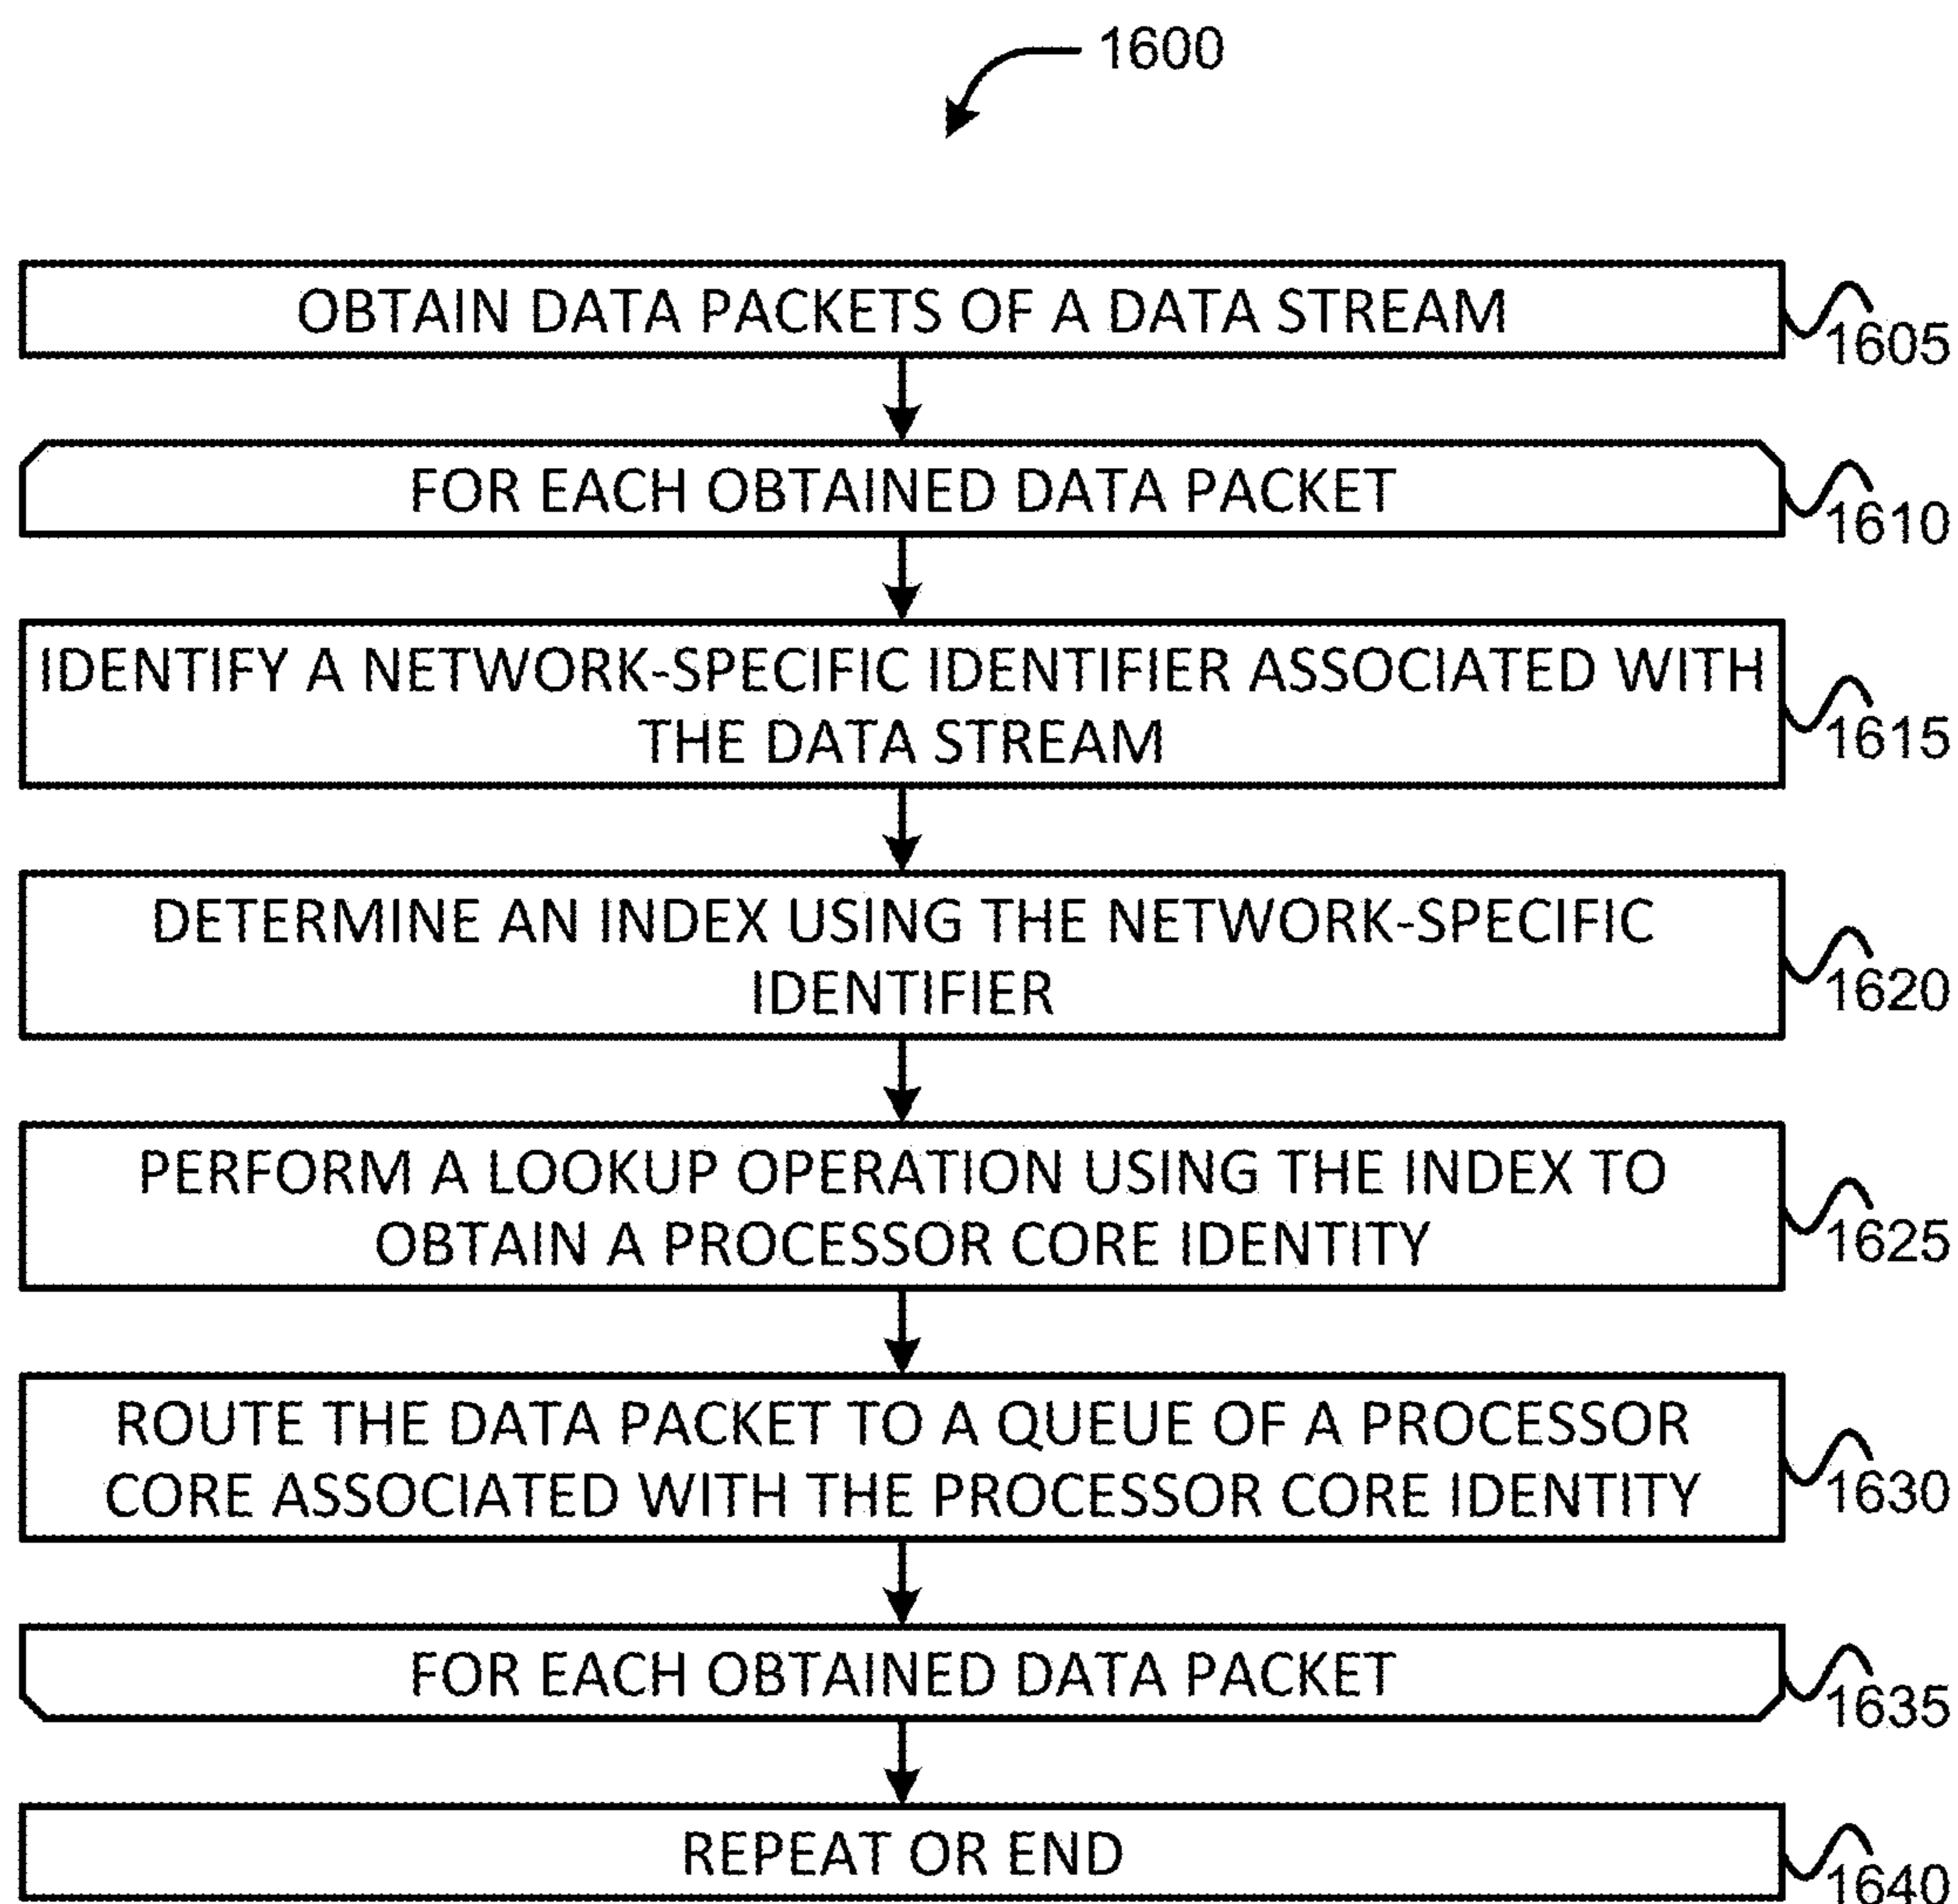 1600
OBTAIN DATA PACKETS OF A DATA STREAM
1605
FOR EACH OBTAINED DATA PACKET
1610
IDENTIFY A NETWORK-SPECIFIC IDENTIFIER ASSOCIATED WITH
THE DATA STREAM
1615
DETERMINE AN INDEX USING THE NETWORK-SPECIFIC
IDENTIFIER
1620
PERFORM A LOOKUP OPERATION USING THE INDEX TO
OBTAIN A PROCESSOR CORE IDENTITY
1625
ROUTE THE DATA PACKET TO A QUEUE OF A PROCESSOR
CORE ASSOCIATED WITH THE PROCESSOR CORE IDENTITY
1630
FOR EACH OBTAINED DATA PACKET
1635
REPEAT OR END
1640